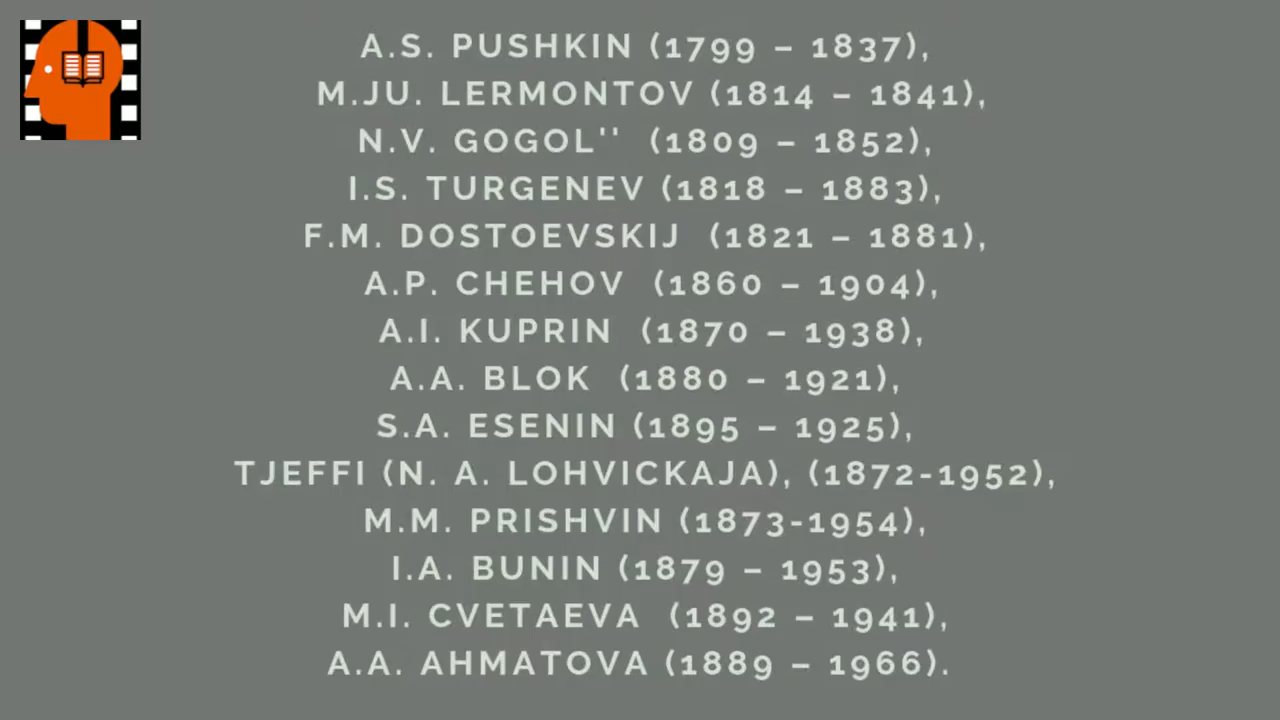 A.S. PUSHKIN (1799 – 1837),
M.JU. LERMONTOV (1814 – 1841),
N.V. GOGOL'' (1809 – 1852),
I.S. TURGENEV (1818 – 1883),
F.M. DOSTOEVSKIJ (1821 – 1881),
A.P. CHEHOV (1860 – 1904),
A.I. KUPRIN (1870 – 1938),
A.A. BLOK (1880 – 1921),
S.A. ESENIN (1895 – 1925),
TJEFFI (N. A. LOHVICKAJA), (1872-1952),
M.M. PRISHVIN (1873-1954),
I.A. BUNIN (1879 – 1953),
M.I. CVETAEVA (1892 – 1941),
A.A. AHMATOVA (1889 – 1966).